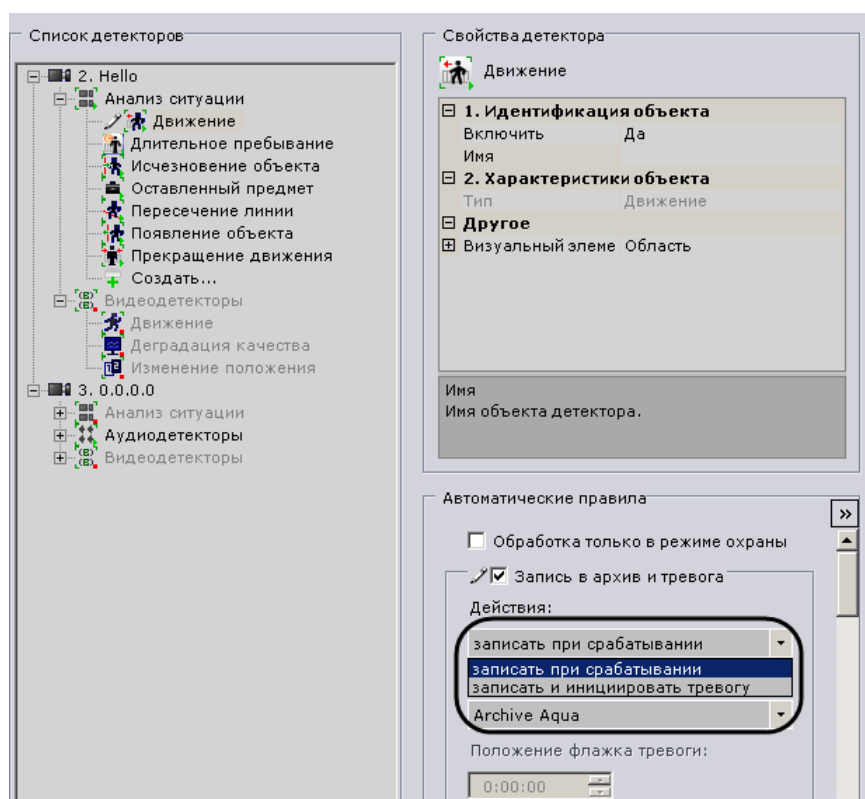 Список детекторов
2. Hello
Анализ ситуации
Движение
Длительное пребывание
Исчезновение объекта
Оставленный предмет
Пересечение линии
Появление объекта
Прекращение движения
Создать...
Видеодетекторы
Движение
Деградация качества
Изменение положения
3. 0.0.0.0
Анализ ситуации
Аудиодетекторы
Видеодетекторы
Свойства детектора
Движение
1. Идентификация объекта
Включить Да
Имя
2. Характеристики объекта
Тип Движение
Другое
Визуальный элеме Область
Имя
Имя объекта детектора.
Автоматические правила
»
Обработка только в режиме охраны
Запись в архив и тревога
Действия:
записать при срабатывании
записать при срабатывании
записать и инициировать тревогу
Archive Aqua
Положение флажка тревоги:
0:00:00